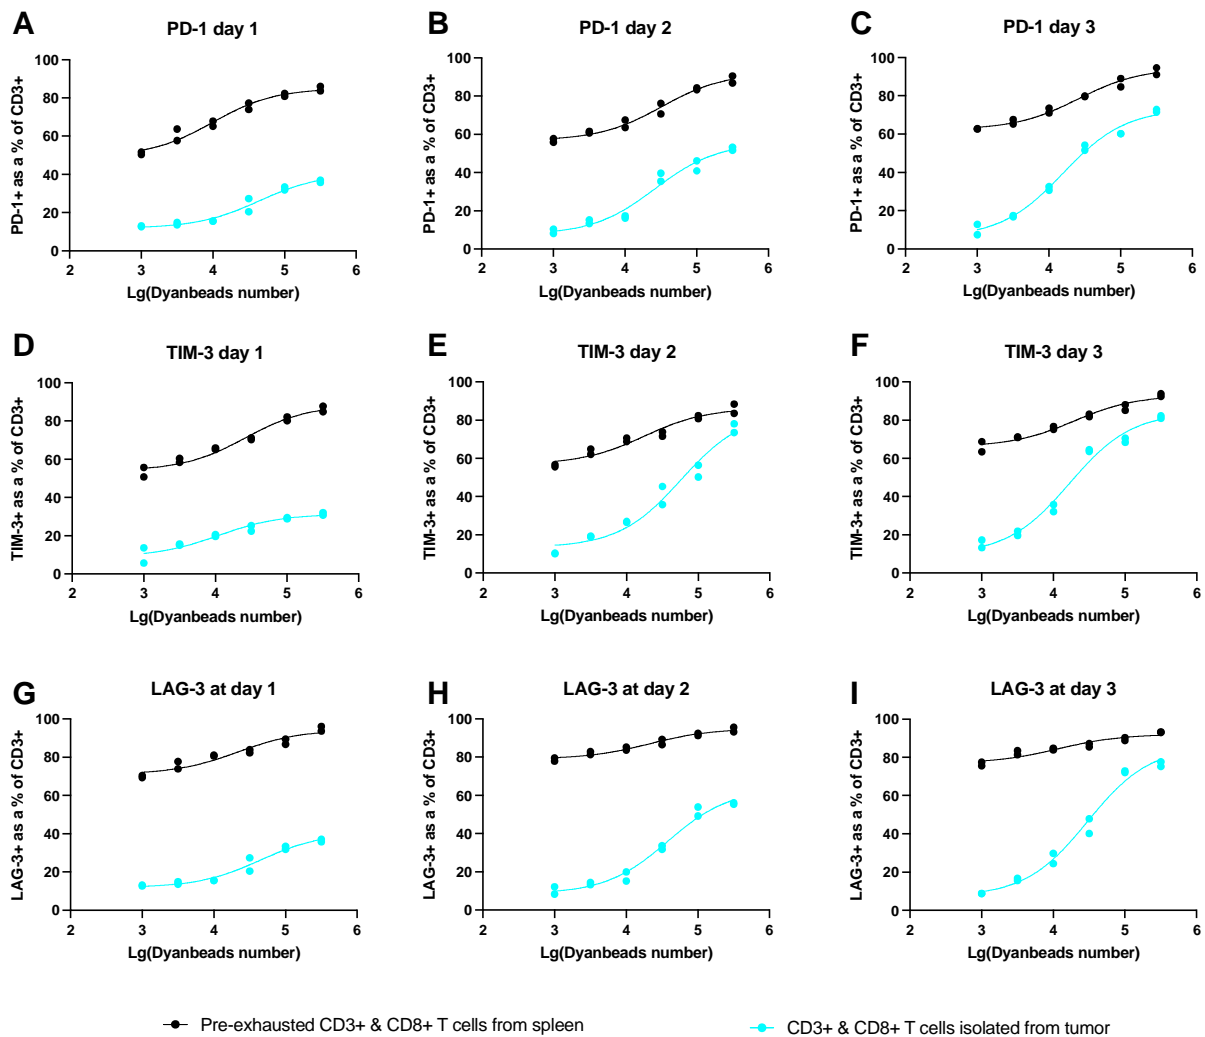 A
PD-1 day 1
PD-1+ as a % of CD3+
100
80
60
40
20
0
2 3 4 5 6
Lg(Dyanbeads number)
B
PD-1 day 2
PD-1+ as a % of CD3+
100
80
60
40
20
0
2 3 4 5 6
Lg(Dyanbeads number)
C
PD-1 day 3
PD-1+ as a % of CD3+
100
80
60
40
20
0
2 3 4 5 6
Lg(Dyanbeads number)
D
TIM-3 day 1
TIM-3+ as a % of CD3+
100
80
60
40
20
0
2 3 4 5 6
Lg(Dyanbeads number)
E
TIM-3 day 2
TIM-3+ as a % of CD3+
100
80
60
40
20
0
2 3 4 5 6
Lg(Dyanbeads number)
F
TIM-3 day 3
TIM-3+ as a % of CD3+
100
80
60
40
20
0
2 3 4 5 6
Lg(Dyanbeads number)
G
LAG-3 at day 1
LAG-3+ as a % of CD3+
100
80
60
40
20
0
2 3 4 5 6
Lg(Dyanbeads number)
H
LAG-3 at day 2
LAG-3+ as a % of CD3+
100
80
60
40
20
0
2 3 4 5 6
Lg(Dyanbeads number)
I
LAG-3 at day 3
LAG-3+ as a % of CD3+
100
80
60
40
20
0
2 3 4 5 6
Lg(Dyanbeads number)
Pre-exhausted CD3+ & CD8+ T cells from spleen
CD3+ & CD8+ T cells isolated from tumor